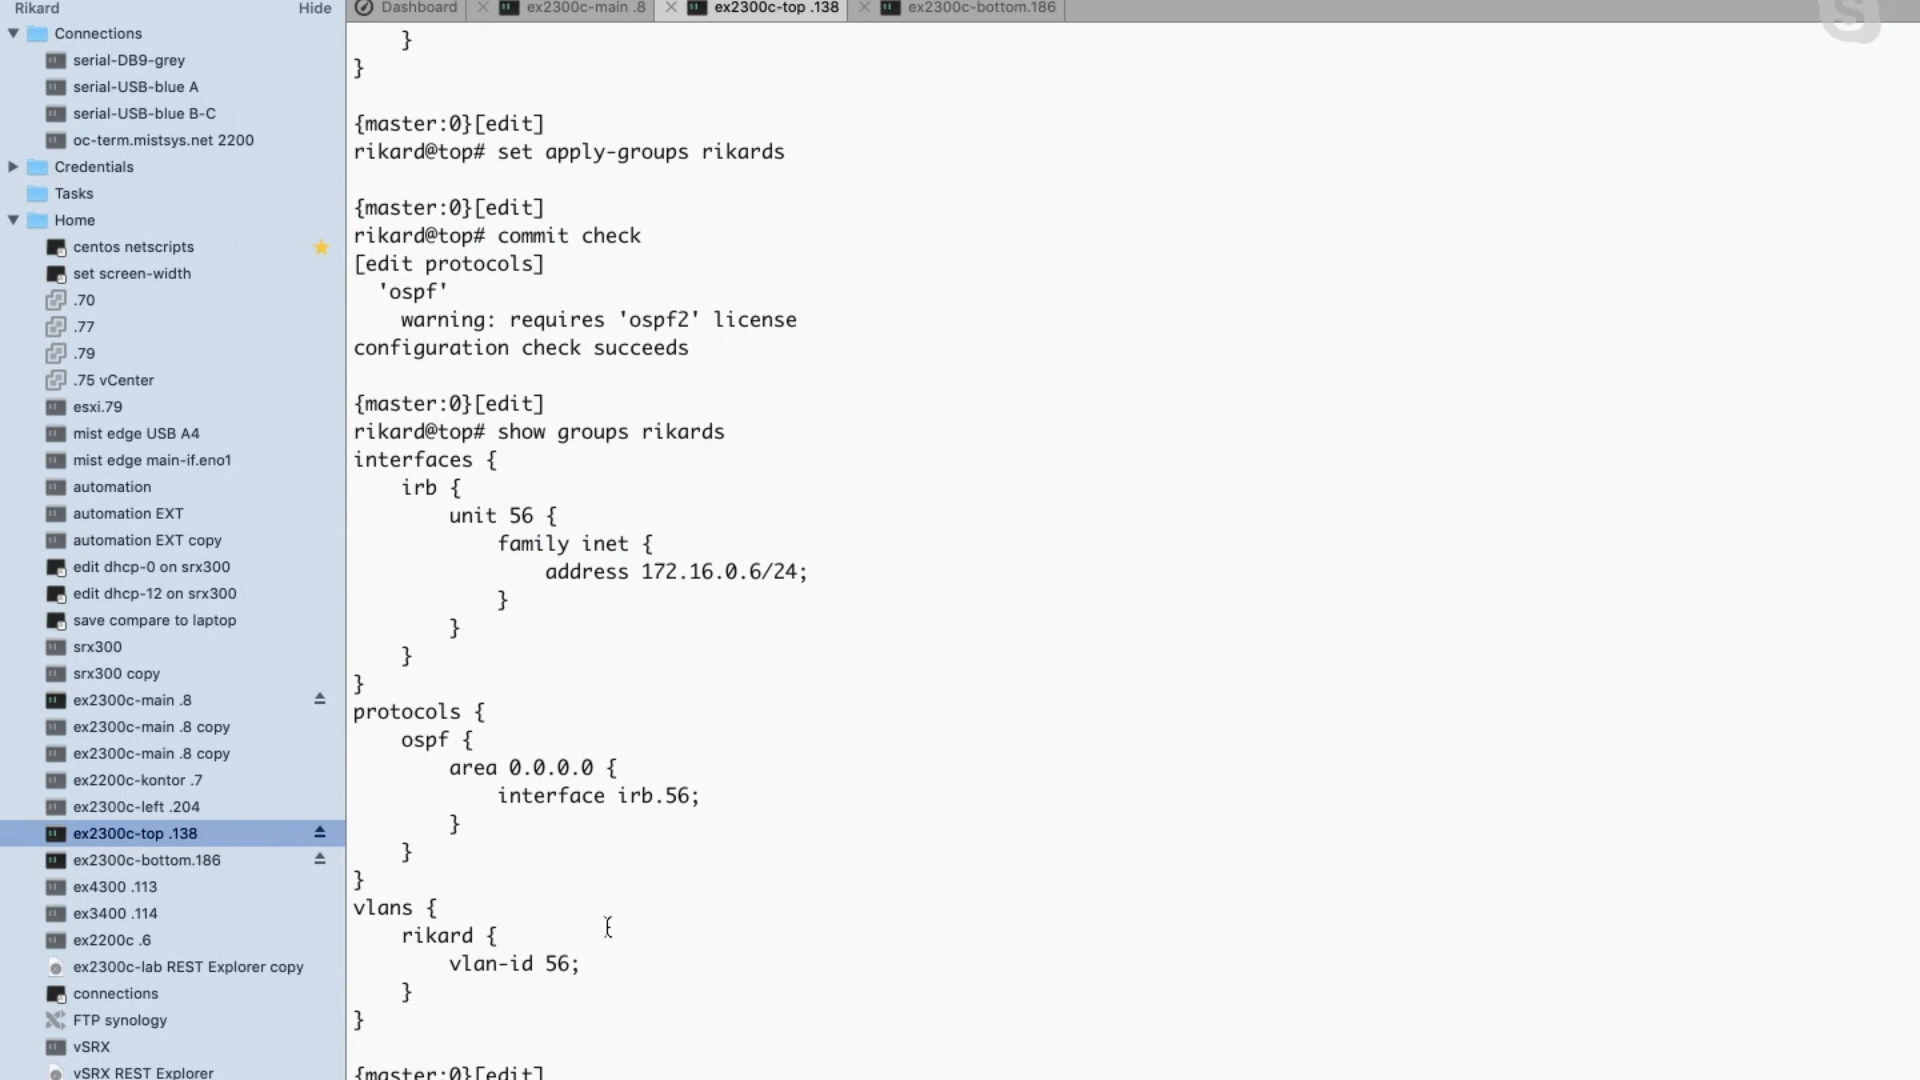 Rikard
Hide
Connections
serial-DB9-grey
serial-USB-blue A
serial-USB-blue B-C
oc-term.mistsys.net 2200
Credentials
Tasks
Home
centos netscripts
set screen-width
.70
.77
.79
.75 vCenter
esxi.79
mist edge USB A4
mist edge main-if.eno1
automation
automation EXT
automation EXT copy
edit dhcp-0 on srx300
edit dhcp-12 on srx300
save compare to laptop
srx300
srx300 copy
ex2300c-main .8
ex2300c-main .8 copy
ex2300c-main .8 copy
ex2200c-kontor .7
ex2300c-left .204
ex2300c-top .138
ex2300c-bottom.186
ex4300 .113
ex3400 .114
ex2200c .6
ex2300c-lab REST Explorer copy
connections
FTP synology
vSRX
vSRX REST Explorer
Dashboard
ex2300c-main .8
ex2300c-top .138
ex2300c-bottom.186
    }
}
{master:0}[edit]
rikard@top# set apply-groups rikards
{master:0}[edit]
rikard@top# commit check
[edit protocols]
  'ospf'
    warning: requires 'ospf2' license
configuration check succeeds
{master:0}[edit]
rikard@top# show groups rikards
interfaces {
    irb {
        unit 56 {
            family inet {
                address 172.16.0.6/24;
            }
        }
    }
}
protocols {
    ospf {
        area 0.0.0.0 {
            interface irb.56;
        }
    }
}
vlans {
    rikard {
        vlan-id 56;
    }
}
{master:0}[edit]